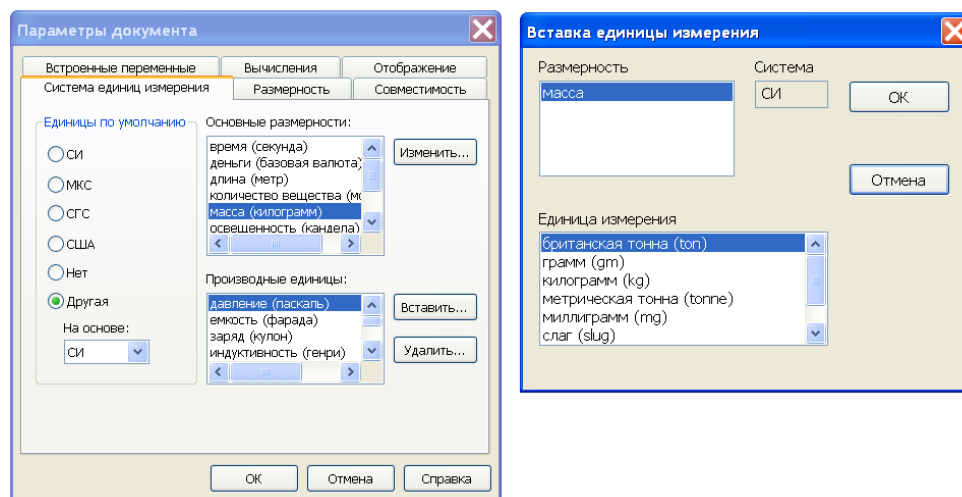 Параметры документа
Встроенные переменные
Вычисления
Отображение
Система единиц измерения
Размерность
Совместимость
Единицы по умолчанию
СИ
МКС
СГС
США
Нет
Другая
На основе:
СИ
Основные размерности:
время (секунда)
деньги (базовая валюта)
длина (метр)
количество вещества (мо
масса (килограмм)
освещенность (кандела)
Изменить...
Производные единицы:
давление (паскаль)
емкость (фарада)
заряд (кулон)
индуктивность (генри)
Вставить...
Удалить...
ОК
Отмена
Справка
Вставка единицы измерения
Размерность
масса
Система
СИ
ОК
Отмена
Единица измерения
британская тонна (ton)
грамм (gm)
килограмм (kg)
метрическая тонна (tonne)
миллиграмм (mg)
слаг (slug)